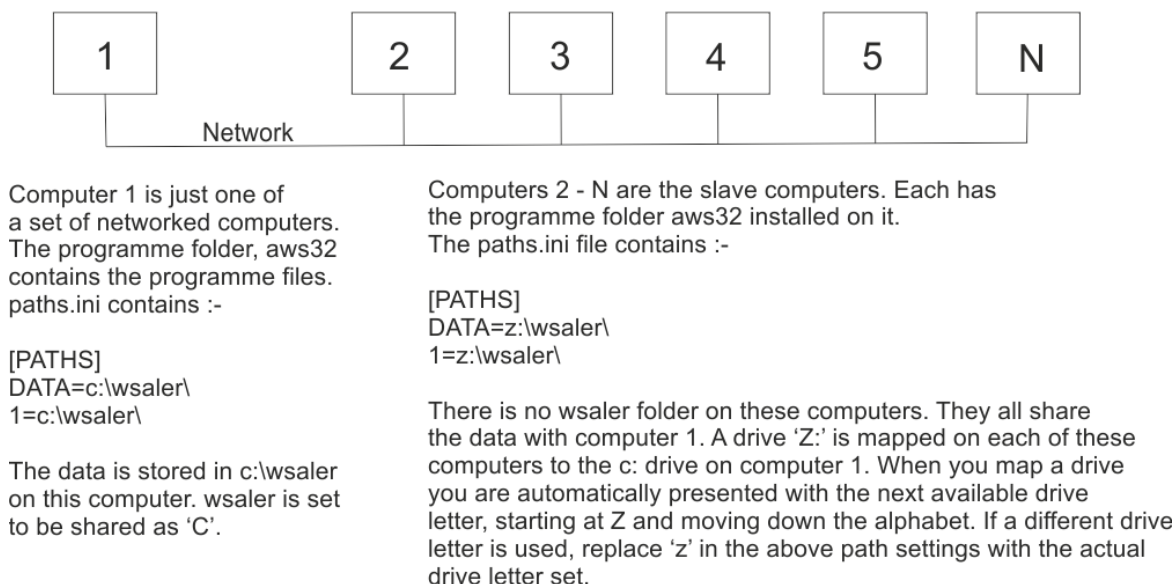 1
2
3
4
5
N
Network
Computer 1 is just one of
a set of networked computers.
The programme folder, aws32
contains the programme files.
paths.ini contains :-
[PATHS]
DATA=c:\wsaler\
1=c:\wsaler\
The data is stored in c:\wsaler
on this computer. wsaler is set
to be shared as ‘C’.
Computers 2 - N are the slave computers. Each has
the programme folder aws32 installed on it.
The paths.ini file contains :-
[PATHS]
DATA=z:\wsaler\
1=z:\wsaler\
There is no wsaler folder on these computers. They all share
the data with computer 1. A drive ‘Z:’ is mapped on each of these
computers to the c: drive on computer 1. When you map a drive
you are automatically presented with the next available drive
letter, starting at Z and moving down the alphabet. If a different drive
letter is used, replace ‘z’ in the above path settings with the actual
drive letter set.